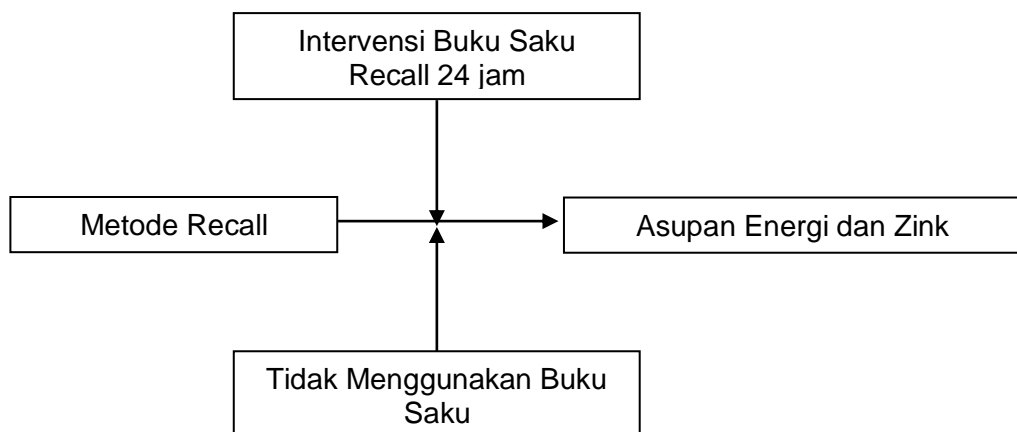 Intervensi Buku Saku
Recall 24 jam
Metode Recall
Asupan Energi dan Zink
Tidak Menggunakan Buku
Saku